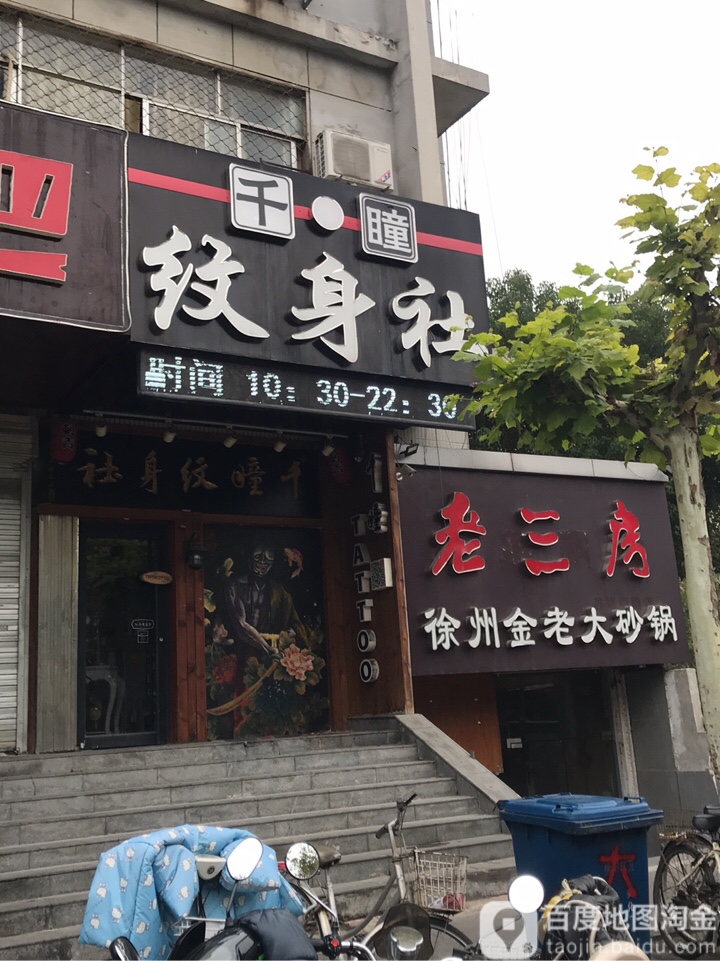 千·瞳
纹身社
时间 10:30-22:30
社身纹瞳千
TATTOO
老三房
徐州金老大砂锅
大
百度地图淘金
taojin.baidu.com